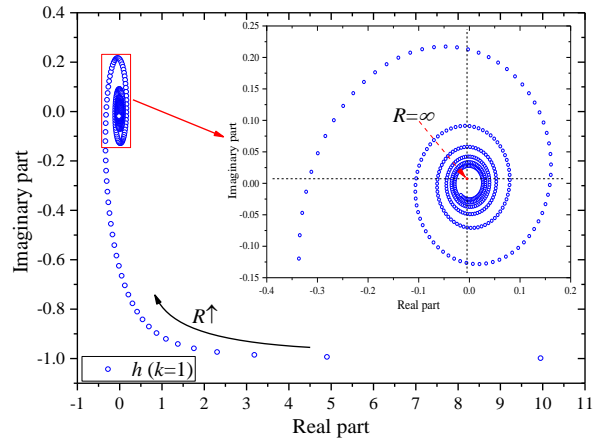 0.4
0.2
0.0
-0.2
-0.4
-0.6
-0.8
-1.0
Imaginary part
-1 0 1 2 3 4 5 6 7 8 9 10 11
Real part
h (k=1)
R↑
0.25
0.20
0.15
0.10
0.05
0.00
-0.05
-0.10
-0.15
Imaginary part
R=∞
-0.4 -0.3 -0.2 -0.1 0.0 0.1 0.2
Real part